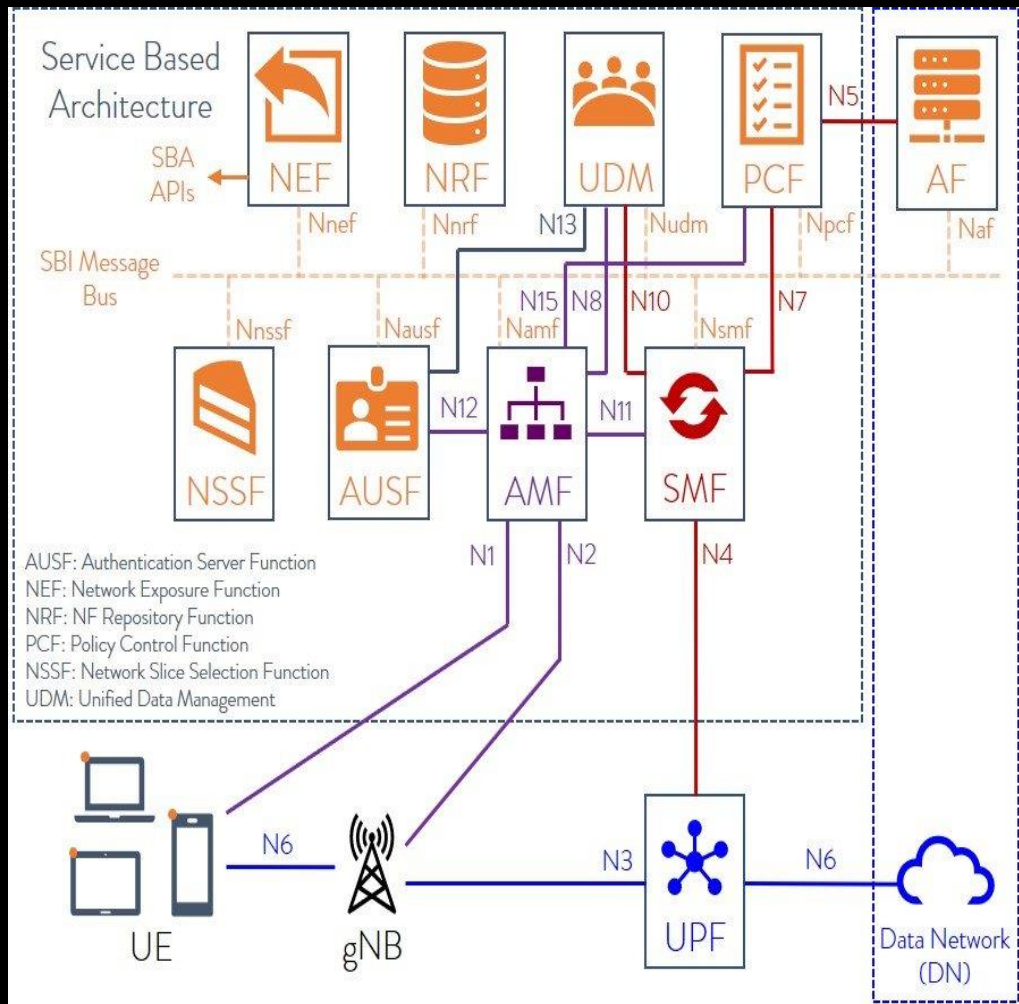 Service Based
Architecture
SBA
APIs
NEF
NRF
UDM
PCF
N5
AF
Nnef
Nnrf
N13
Nudm
Npcf
Naf
SBI Message
Bus
N15
N8
N10
N7
Nnssf
Nausf
Namf
Nsmf
N12
N11
NSSF
AUSF
AMF
SMF
N1
N2
N4
AUSF: Authentication Server Function
NEF: Network Exposure Function
NRF: NF Repository Function
PCF: Policy Control Function
NSSF: Network Slice Selection Function
UDM: Unified Data Management
N6
N3
N6
UE
gNB
UPF
Data Network
(DN)